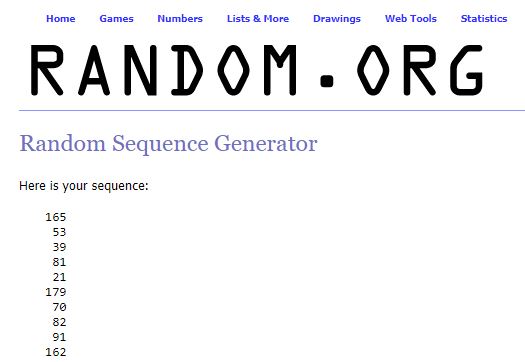 Home Games Numbers Lists & More Drawings Web Tools Statistics
RANDOM.ORG
Random Sequence Generator
Here is your sequence:
165
53
39
81
21
179
70
82
91
162